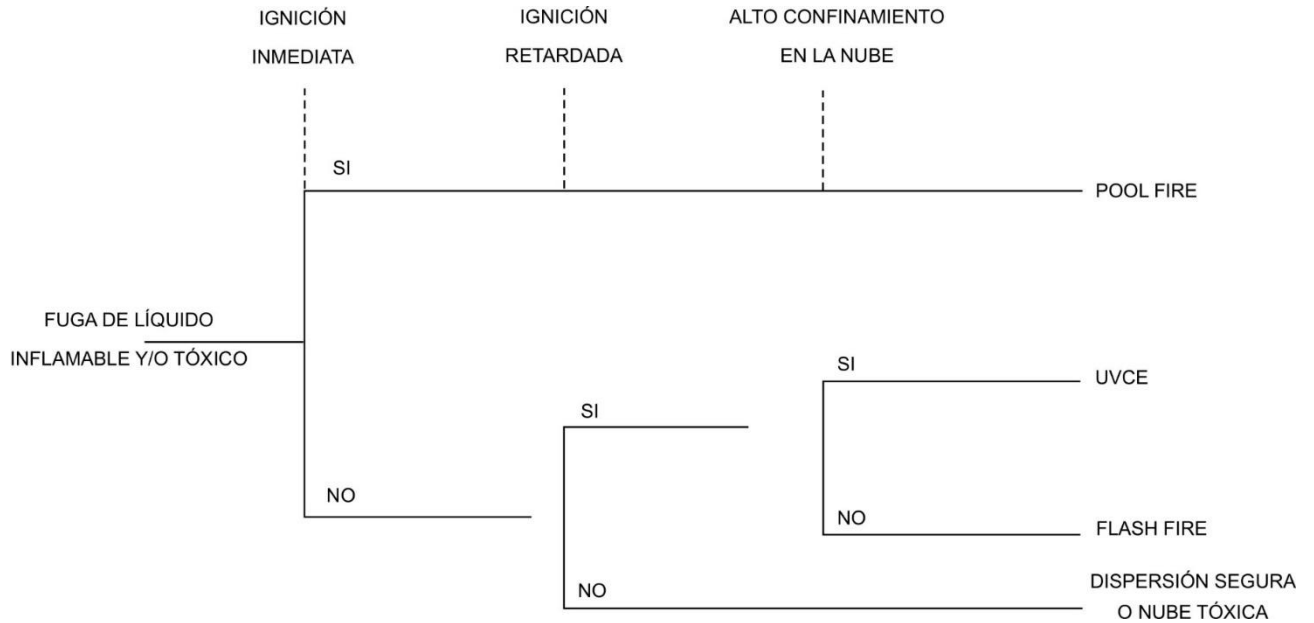 IGNICIÓN
INMEDIATA
IGNICIÓN
RETARDADA
ALTO CONFINAMIENTO
EN LA NUBE
SI
POOL FIRE
FUGA DE LÍQUIDO
INFLAMABLE Y/O TÓXICO
SI
UVCE
SI
NO
NO
FLASH FIRE
NO
DISPERSIÓN SEGURA
O NUBE TÓXICA